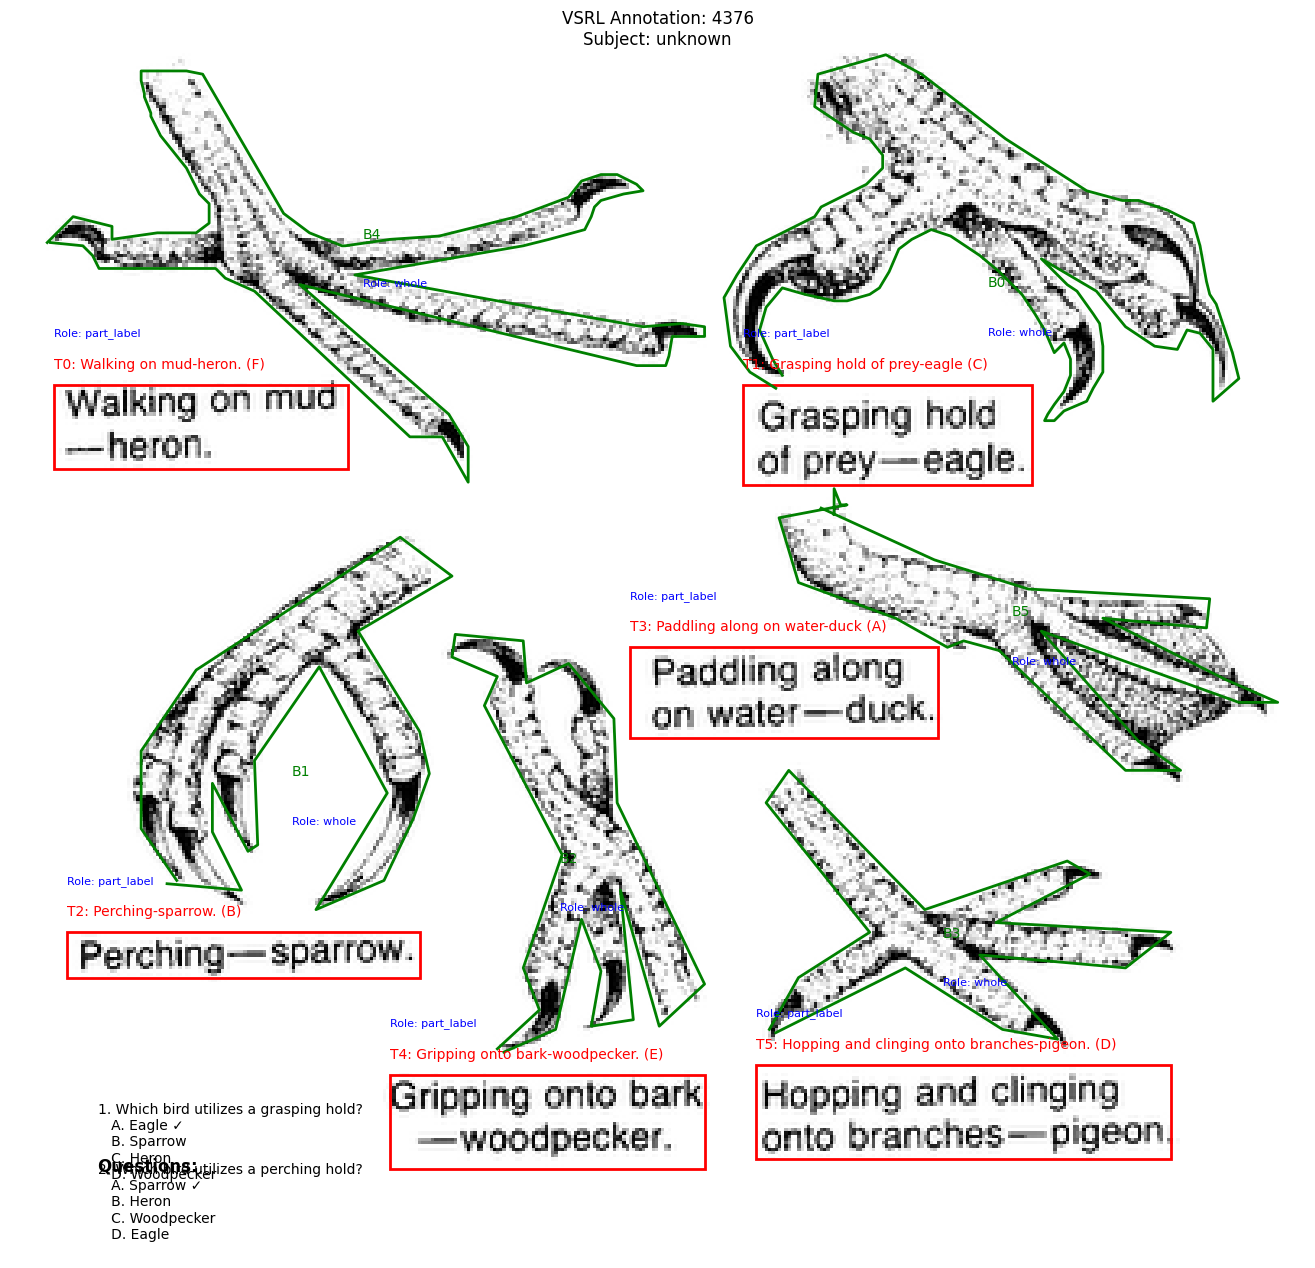 VSRL Annotation: 4376
Subject: unknown
B4
Role: whole
B0
Role: whole
Role: part_label
T0: Walking on mud-heron. (F)
Walking on mud
—heron.
Role: part_label
T1: Grasping hold of prey-eagle (C)
Grasping hold
of prey—eagle.
B5
Role: whole
Role: part_label
T3: Paddling along on water-duck (A)
Paddling along
on water—duck.
B1
Role: whole
Role: part_label
T2: Perching-sparrow. (B)
Perching—sparrow.
Role: whole
B3
Role: whole
Role: part_label
T4: Gripping onto bark-woodpecker. (E)
Gripping onto bark
—woodpecker.
Role: part_label
T5: Hopping and clinging onto branches-pigeon. (D)
Hopping and clinging
onto branches—pigeon.
Questions:
1. Which bird utilizes a grasping hold?
A. Eagle ✓
B. Sparrow
C. Heron
D. Woodpecker
2. Which bird utilizes a perching hold?
A. Sparrow ✓
B. Heron
C. Woodpecker
D. Eagle